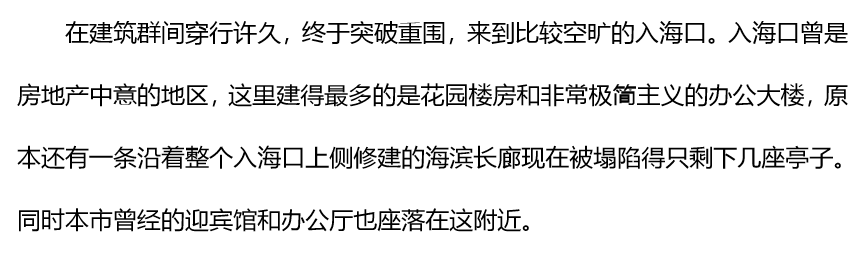 在建筑群间穿行许久，终于突破重围，来到比较空旷的入海口。入海口曾是
房地产中意的地区，这里建得最多的是花园楼房和非常极简主义的办公大楼，原
本还有一条沿着整个入海口上侧修建的海滨长廊现在被塌陷得只剩下几座亭子。
同时本市曾经的迎宾馆和办公厅也座落在这附近。